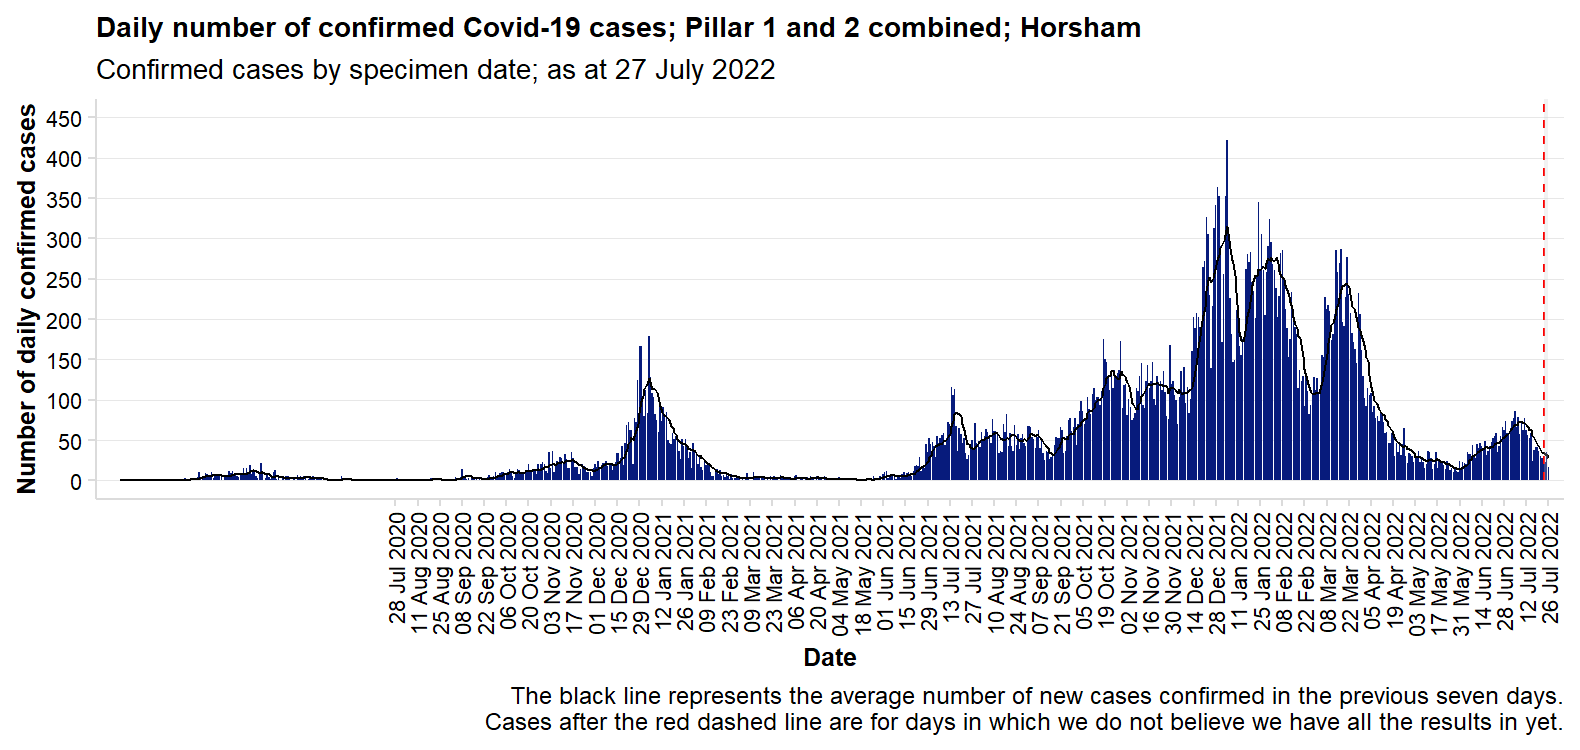 Daily number of confirmed Covid-19 cases; Pillar 1 and 2 combined; Horsham
Confirmed cases by specimen date; as at 27 July 2022
Number of daily confirmed cases
450
400
350
300
250
200
150
100
50
0
28 Jul 2020
11 Aug 2020
25 Aug 2020
08 Sep 2020
22 Sep 2020
06 Oct 2020
20 Oct 2020
03 Nov 2020
17 Nov 2020
01 Dec 2020
15 Dec 2020
29 Dec 2020
12 Jan 2021
26 Jan 2021
09 Feb 2021
23 Feb 2021
09 Mar 2021
23 Mar 2021
06 Apr 2021
20 Apr 2021
04 May 2021
18 May 2021
01 Jun 2021
15 Jun 2021
29 Jun 2021
13 Jul 2021
27 Jul 2021
10 Aug 2021
24 Aug 2021
07 Sep 2021
21 Sep 2021
05 Oct 2021
19 Oct 2021
02 Nov 2021
16 Nov 2021
30 Nov 2021
14 Dec 2021
28 Dec 2021
11 Jan 2022
25 Jan 2022
08 Feb 2022
22 Feb 2022
08 Mar 2022
22 Mar 2022
05 Apr 2022
19 Apr 2022
03 May 2022
17 May 2022
31 May 2022
14 Jun 2022
28 Jun 2022
12 Jul 2022
26 Jul 2022
Date
The black line represents the average number of new cases confirmed in the previous seven days.
Cases after the red dashed line are for days in which we do not believe we have all the results in yet.